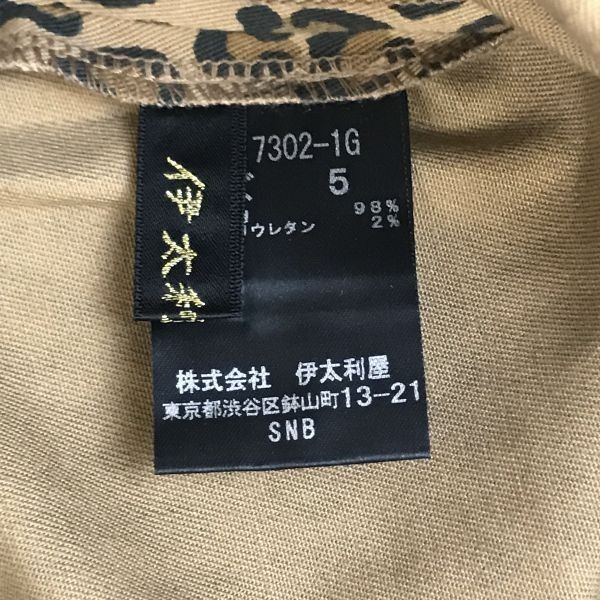 伊太利
7302-1G
5
98%
ウレタン 2%
株式会社 伊太利屋
東京都渋谷区鉢山町13-21
SNB